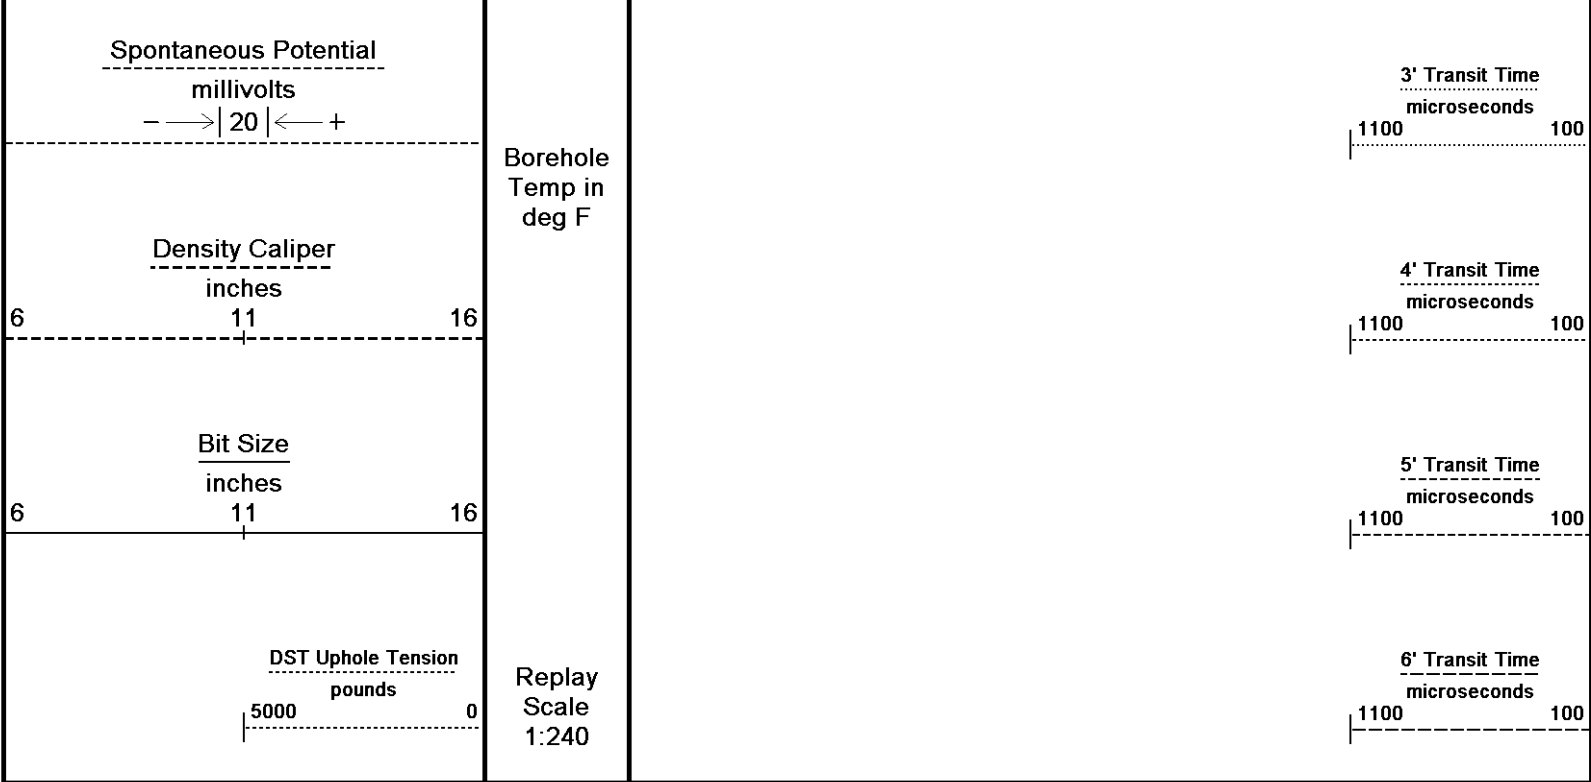 Spontaneous Potential
millivolts
− 20 +
Density Caliper
inches
6 11 16
Bit Size
inches
6 11 16
DST Uphole Tension
pounds
5000 0
Borehole
Temp in
deg F
Replay
Scale
1:240
3' Transit Time
microseconds
1100 100
4' Transit Time
microseconds
1100 100
5' Transit Time
microseconds
1100 100
6' Transit Time
microseconds
1100 100